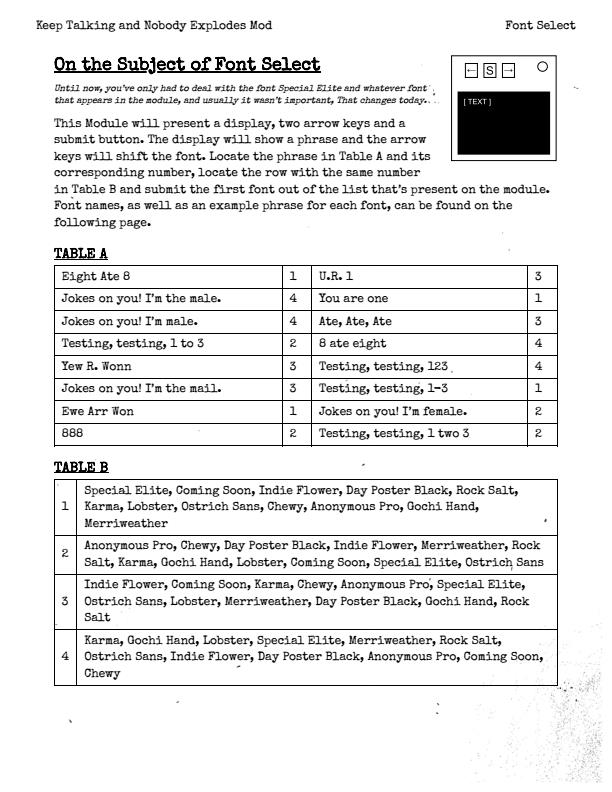 Keep Talking and Nobody Explodes Mod Font Select
On the Subject of Font Select
Until now, you've only had to deal with the font Special Elite and whatever font
that appears in the module, and usually it wasn't important, That changes today...
← S →
[ TEXT ]
This Module will present a display, two arrow keys and a
submit button. The display will show a phrase and the arrow
keys will shift the font. Locate the phrase in Table A and its
corresponding number, locate the row with the same number
in Table B and submit the first font out of the list that's present on the module.
Font names, as well as an example phrase for each font, can be found on the
following page.
TABLE A
Eight Ate 8 1 U.R. 1 3
Jokes on you! I'm the male. 4 You are one 1
Jokes on you! I'm male. 4 Ate, Ate, Ate 3
Testing, testing, 1 to 3 2 8 ate eight 4
Yew R. Wonn 3 Testing, testing, 123 4
Jokes on you! I'm the mail. 3 Testing, testing, 1-3 1
Ewe Arr Won 1 Jokes on you! I'm female. 2
888 2 Testing, testing, 1 two 3 2
TABLE B
1 Special Elite, Coming Soon, Indie Flower, Day Poster Black, Rock Salt,
Karma, Lobster, Ostrich Sans, Chewy, Anonymous Pro, Gochi Hand,
Merriweather
2 Anonymous Pro, Chewy, Day Poster Black, Indie Flower, Merriweather, Rock
Salt, Karma, Gochi Hand, Lobster, Coming Soon, Special Elite, Ostrich Sans
3 Indie Flower, Coming Soon, Karma, Chewy, Anonymous Pro, Special Elite,
Ostrich Sans, Lobster, Merriweather, Day Poster Black, Gochi Hand, Rock
Salt
4 Karma, Gochi Hand, Lobster, Special Elite, Merriweather, Rock Salt,
Ostrich Sans, Indie Flower, Day Poster Black, Anonymous Pro, Coming Soon,
Chewy